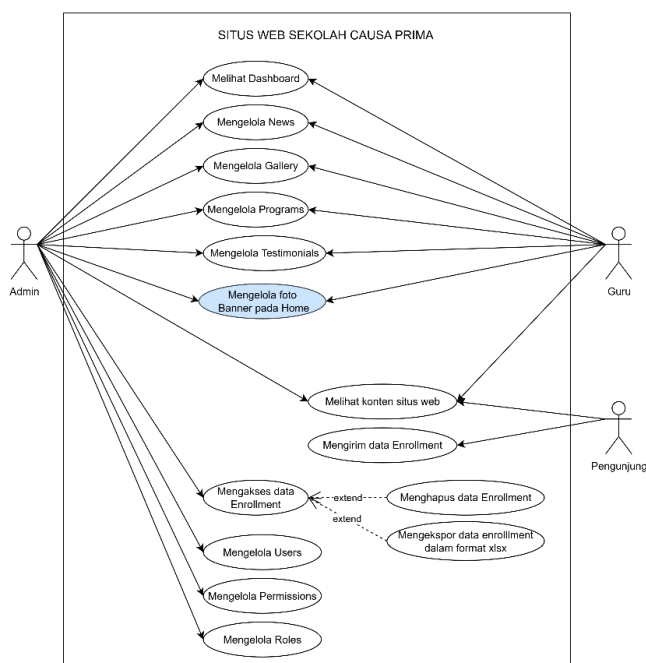 SITUS WEB SEKOLAH CAUSA PRIMA
Melihat Dashboard
Mengelola News
Mengelola Gallery
Mengelola Programs
Mengelola Testimonials
Admin
Guru
Mengelola foto
Banner pada Home
Melihat konten situs web
Mengirim data Enrollment
Pengunjung
Mengakses data
Enrollment
extend
Menghapus data Enrollment
extend
Mengekspor data enrolllment
dalam format xlsx
Mengelola Users
Mengelola Permissions
Mengelola Roles